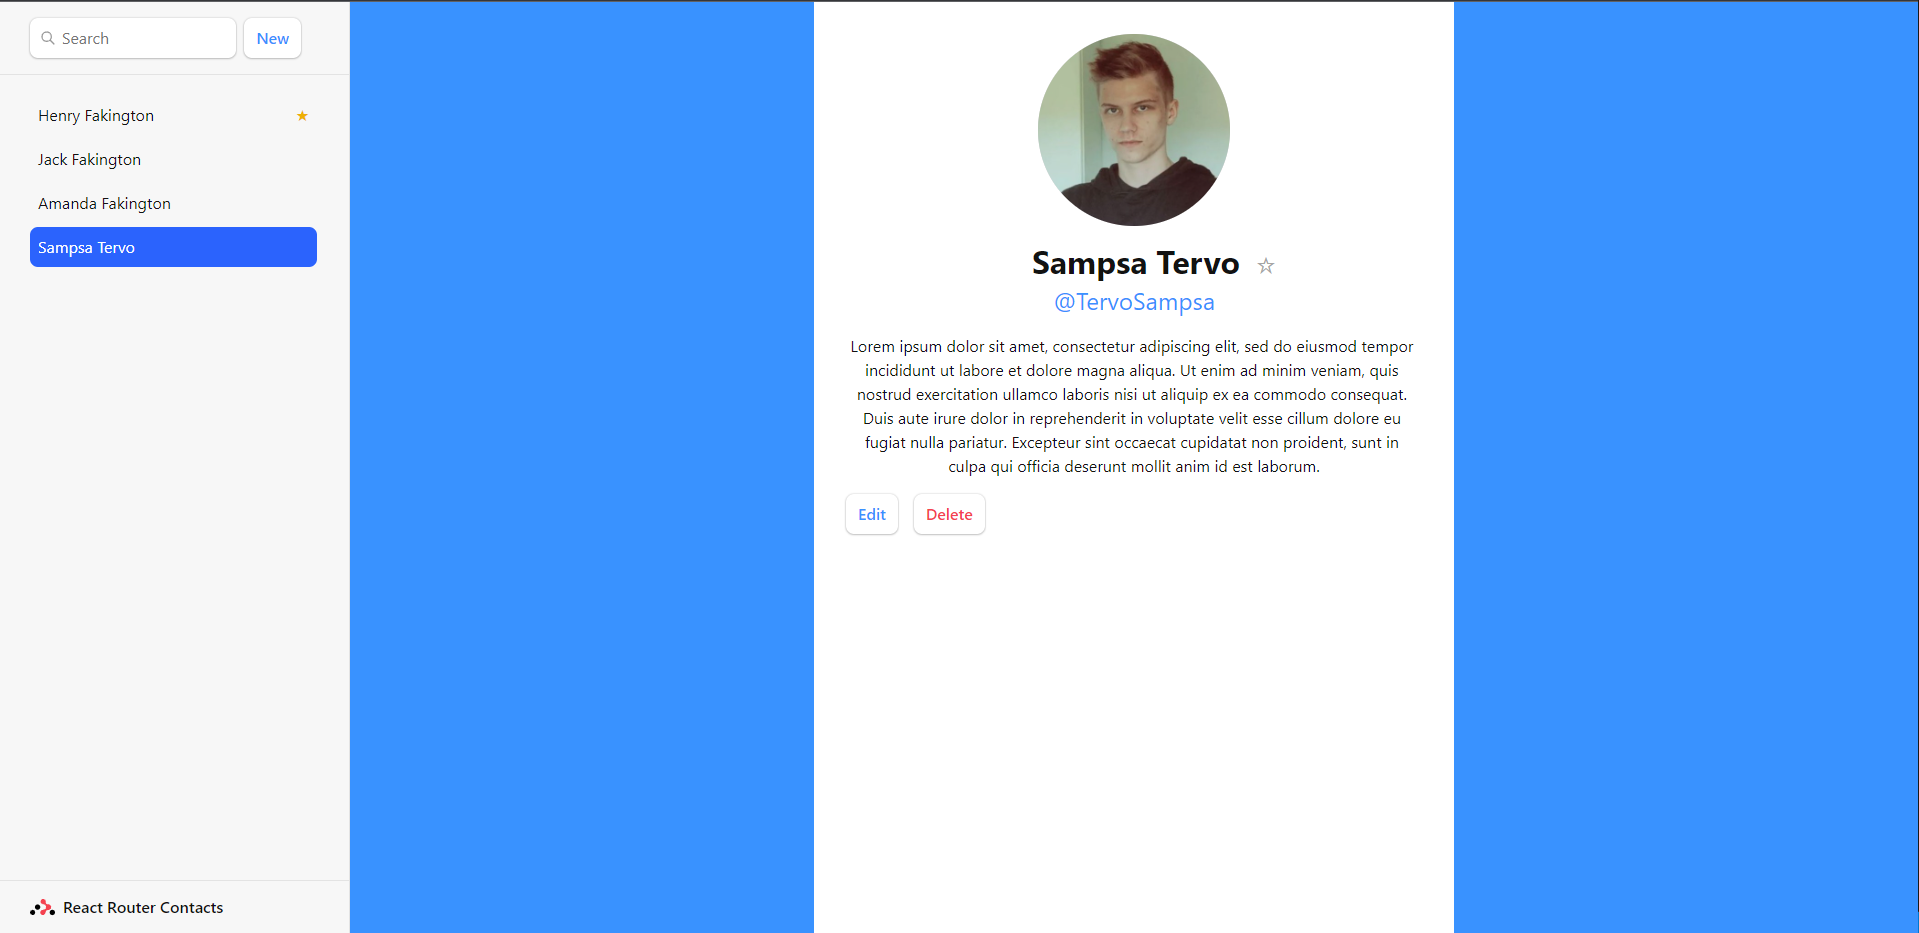 Search
New
Henry Fakington ★
Jack Fakington
Amanda Fakington
Sampsa Tervo
React Router Contacts
Sampsa Tervo ☆
@TervoSampsa
Lorem ipsum dolor sit amet, consectetur adipiscing elit, sed do eiusmod tempor
incididunt ut labore et dolore magna aliqua. Ut enim ad minim veniam, quis
nostrud exercitation ullamco laboris nisi ut aliquip ex ea commodo consequat.
Duis aute irure dolor in reprehenderit in voluptate velit esse cillum dolore eu
fugiat nulla pariatur. Excepteur sint occaecat cupidatat non proident, sunt in
culpa qui officia deserunt mollit anim id est laborum.
Edit
Delete